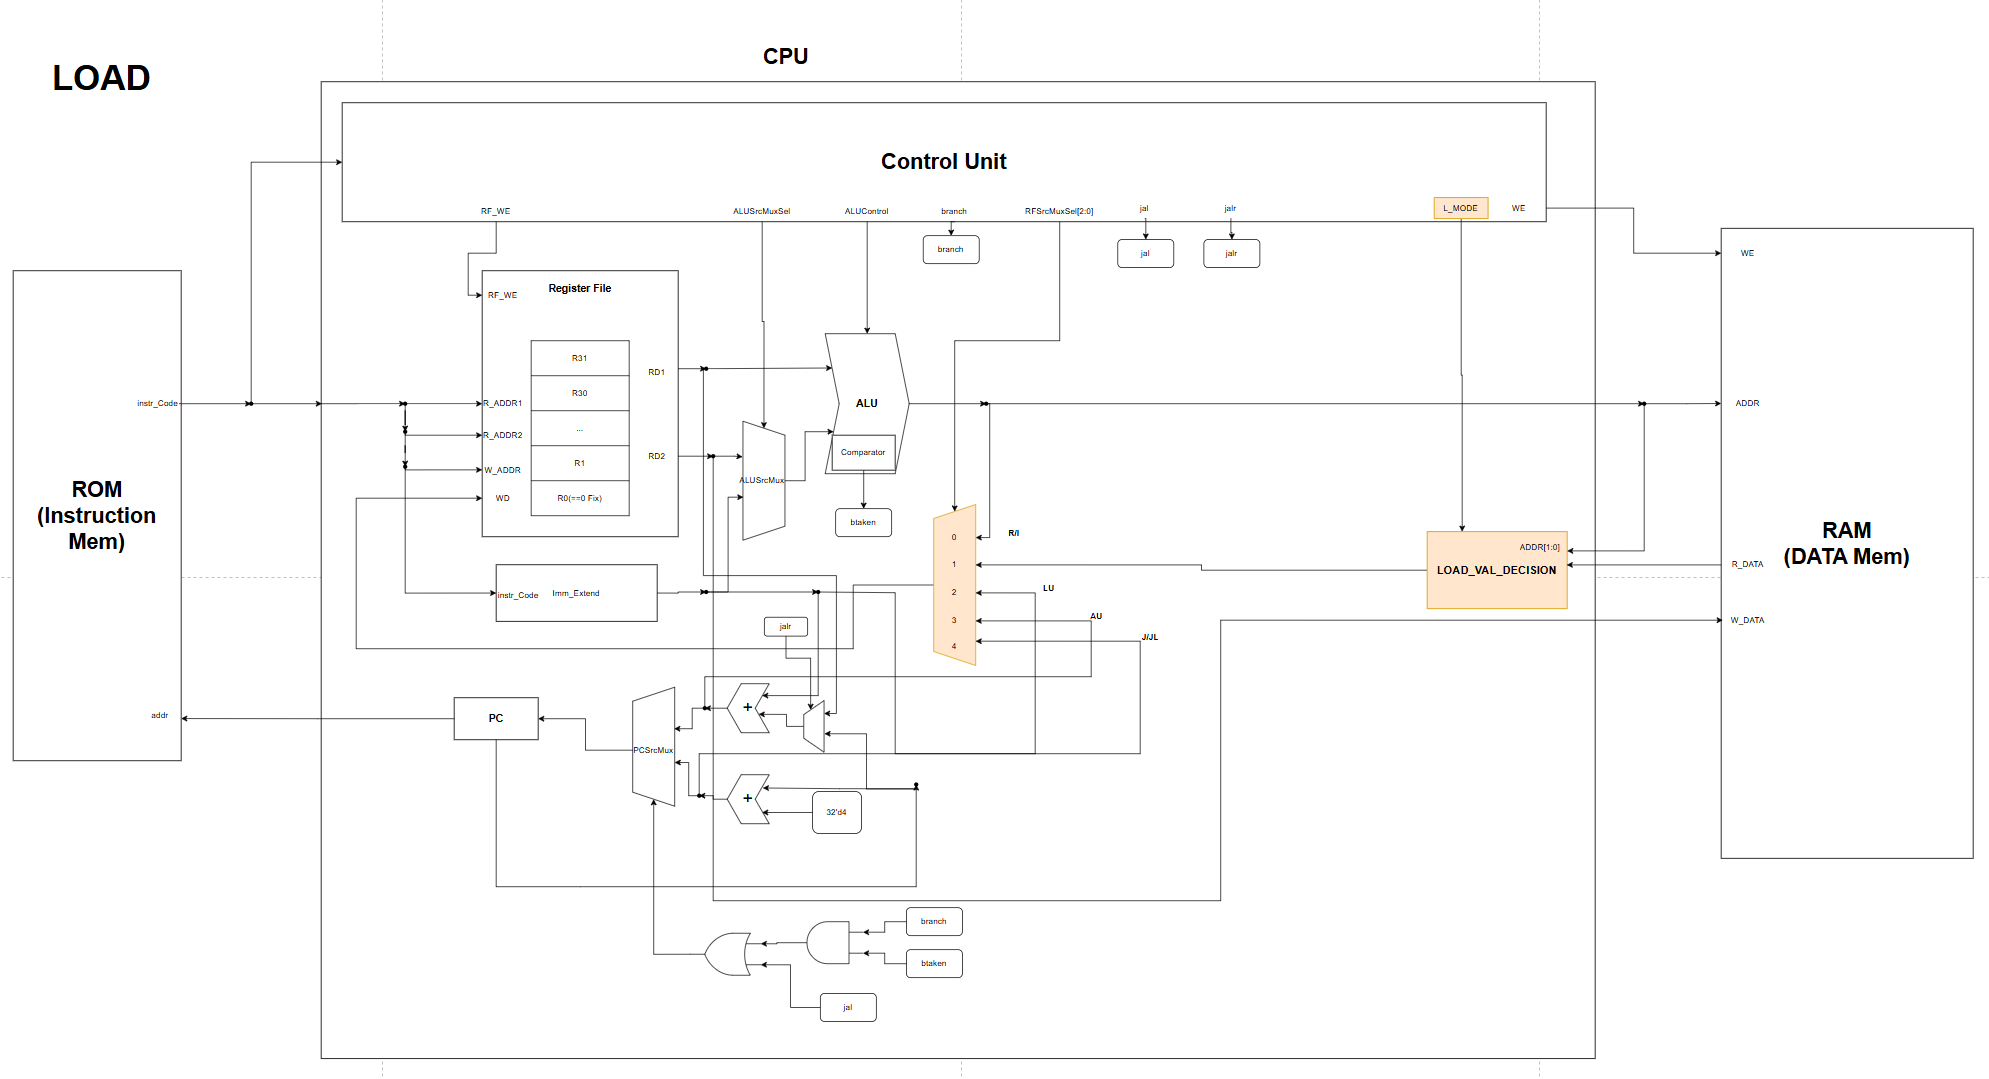 LOAD
CPU
Control Unit
RF_WE
ALUSrcMuxSel
ALUControl
branch
RFSrcMuxSel[2:0]
jal
jalr
L_MODE
WE
branch
jal
jalr
WE
RF_WE
Register File
R31
RD1
R30
instr_Code
R_ADDR1
ALU
ADDR
...
R_ADDR2
Comparator
RD2
R1
W_ADDR
ALUSrcMux
WD
R0(==0 Fix)
btaken
ROM
(Instruction
Mem)
0
R/I
1
2
LU
3
AU
4
J/JL
ADDR[1:0]
LOAD_VAL_DECISION
RAM
(DATA Mem)
R_DATA
W_DATA
instr_Code
Imm_Extend
jalr
addr
PC
+
PCSrcMux
+
32'd4
branch
btaken
jal